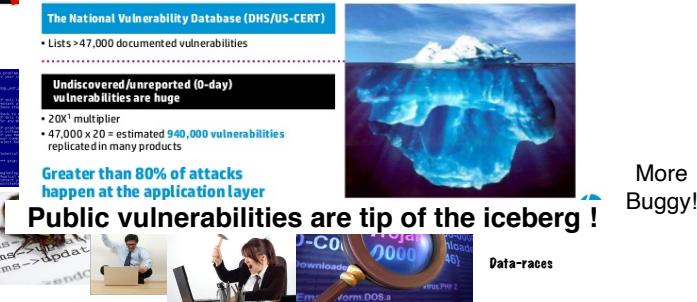 The National Vulnerability Database (DHS/US-CERT)
• Lists >47,000 documented vulnerabilities
Undiscovered/unreported (0-day)
vulnerabilities are huge
• 20X¹ multiplier
• 47,000 x 20 = estimated 940,000 vulnerabilities
replicated in many products
Greater than 80% of attacks
happen at the application layer
More
Buggy!
Public vulnerabilities are tip of the iceberg !
Data-races